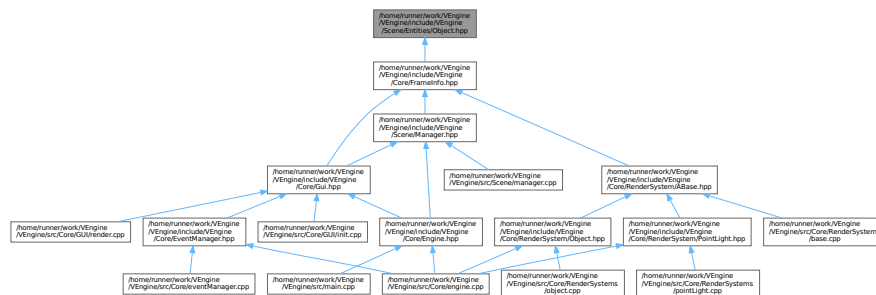 /home/runner/work/VEngine
/VEngine/include/VEngine
/Scene/Entities/Object.hpp
/home/runner/work/VEngine
/VEngine/include/VEngine
/Core/FrameInfo.hpp
/home/runner/work/VEngine
/VEngine/include/VEngine
/Scene/Manager.hpp
/home/runner/work/VEngine
/VEngine/include/VEngine
/Core/Gui.hpp
/home/runner/work/VEngine
/VEngine/src/Scene/manager.cpp
/home/runner/work/VEngine
/VEngine/include/VEngine
/Core/RenderSystem/ABase.hpp
/home/runner/work/VEngine
/VEngine/src/Core/GUI/render.cpp
/home/runner/work/VEngine
/VEngine/include/VEngine
/Core/EventManager.hpp
/home/runner/work/VEngine
/VEngine/src/Core/GUI/init.cpp
/home/runner/work/VEngine
/VEngine/include/VEngine
/Core/Engine.hpp
/home/runner/work/VEngine
/VEngine/include/VEngine
/Core/RenderSystem/Object.hpp
/home/runner/work/VEngine
/VEngine/include/VEngine
/Core/RenderSystem/PointLight.hpp
/home/runner/work/VEngine
/VEngine/src/Core/RenderSystems
/base.cpp
/home/runner/work/VEngine
/VEngine/src/Core/eventManager.cpp
/home/runner/work/VEngine
/VEngine/src/main.cpp
/home/runner/work/VEngine
/VEngine/src/Core/engine.cpp
/home/runner/work/VEngine
/VEngine/src/Core/RenderSystems
/object.cpp
/home/runner/work/VEngine
/VEngine/src/Core/RenderSystems
/pointLight.cpp